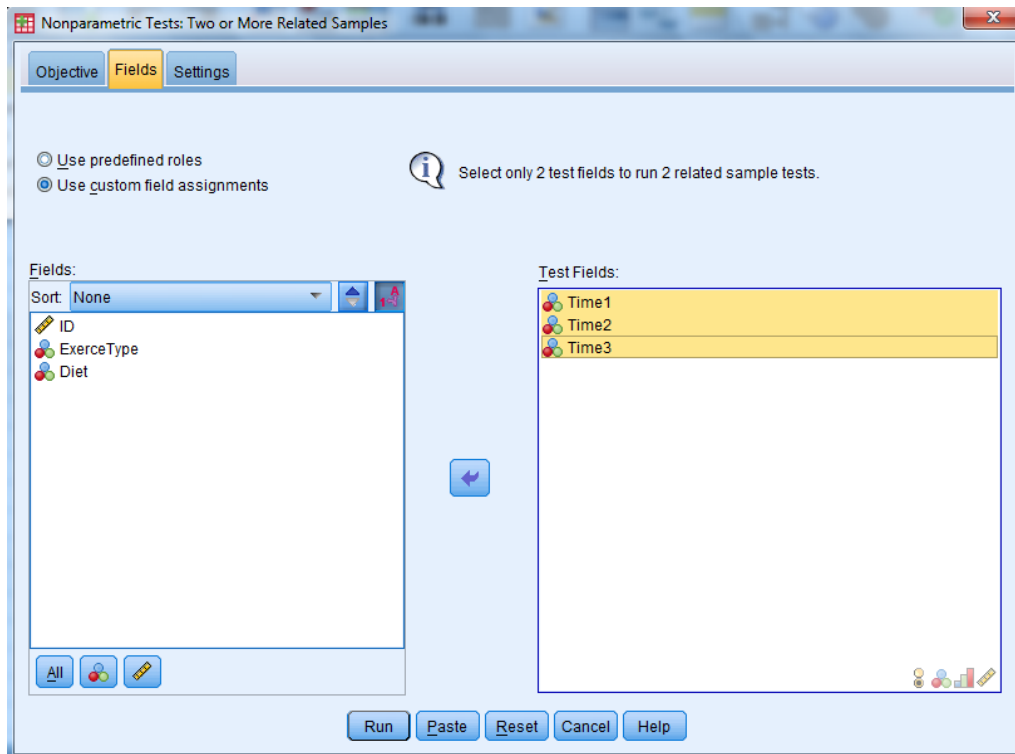 Nonparametric Tests: Two or More Related Samples
x
Objective Fields Settings
Use predefined roles
Use custom field assignments
Select only 2 test fields to run 2 related sample tests.
Fields:
Sort: None
ID
ExerceType
Diet
Test Fields:
Time1
Time2
Time3
All
Run Paste Reset Cancel Help